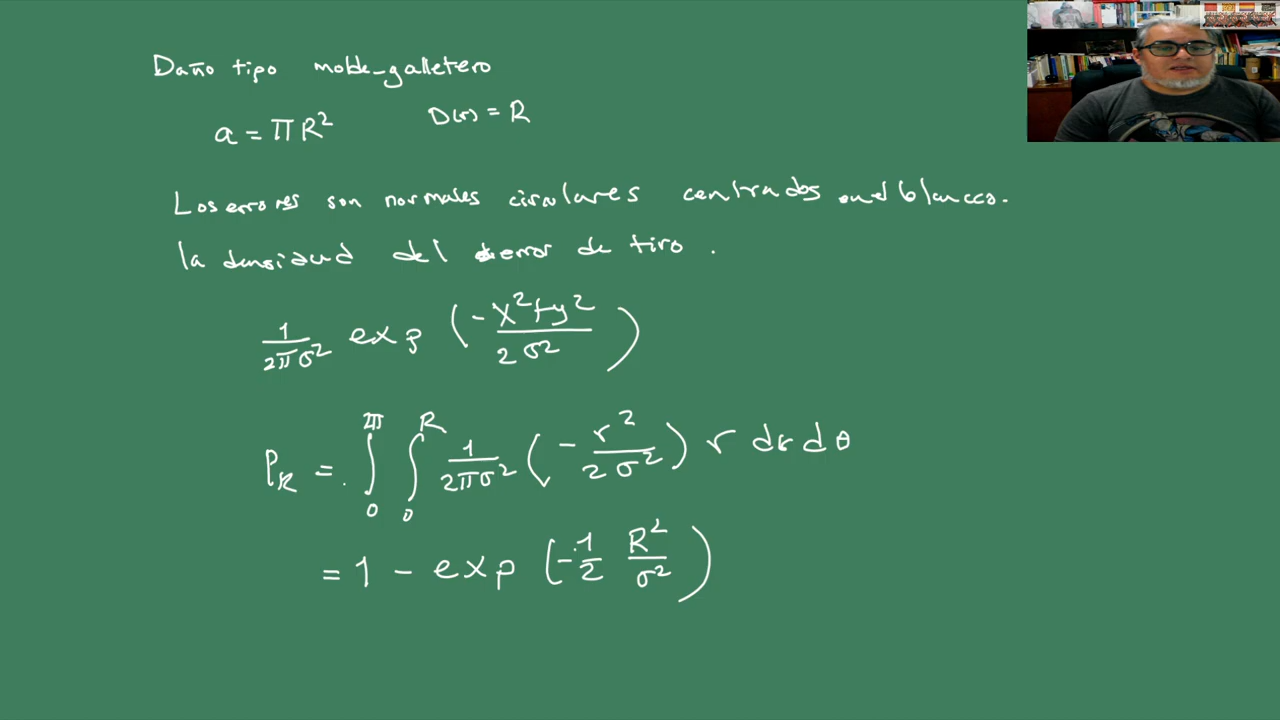 Daño tipo molde-galletero
a = πR² D(r) = R
Los errores son normales circulares centrados en el blanco.
la densidad del error de tiro.
1/(2πσ²) exp (-(x²+y²)/(2σ²))
P_K = ∫₀^{2π} ∫₀^R 1/(2πσ²) (-r²/(2σ²)) r dr dθ
= 1 - exp (-1/2 R²/σ²)